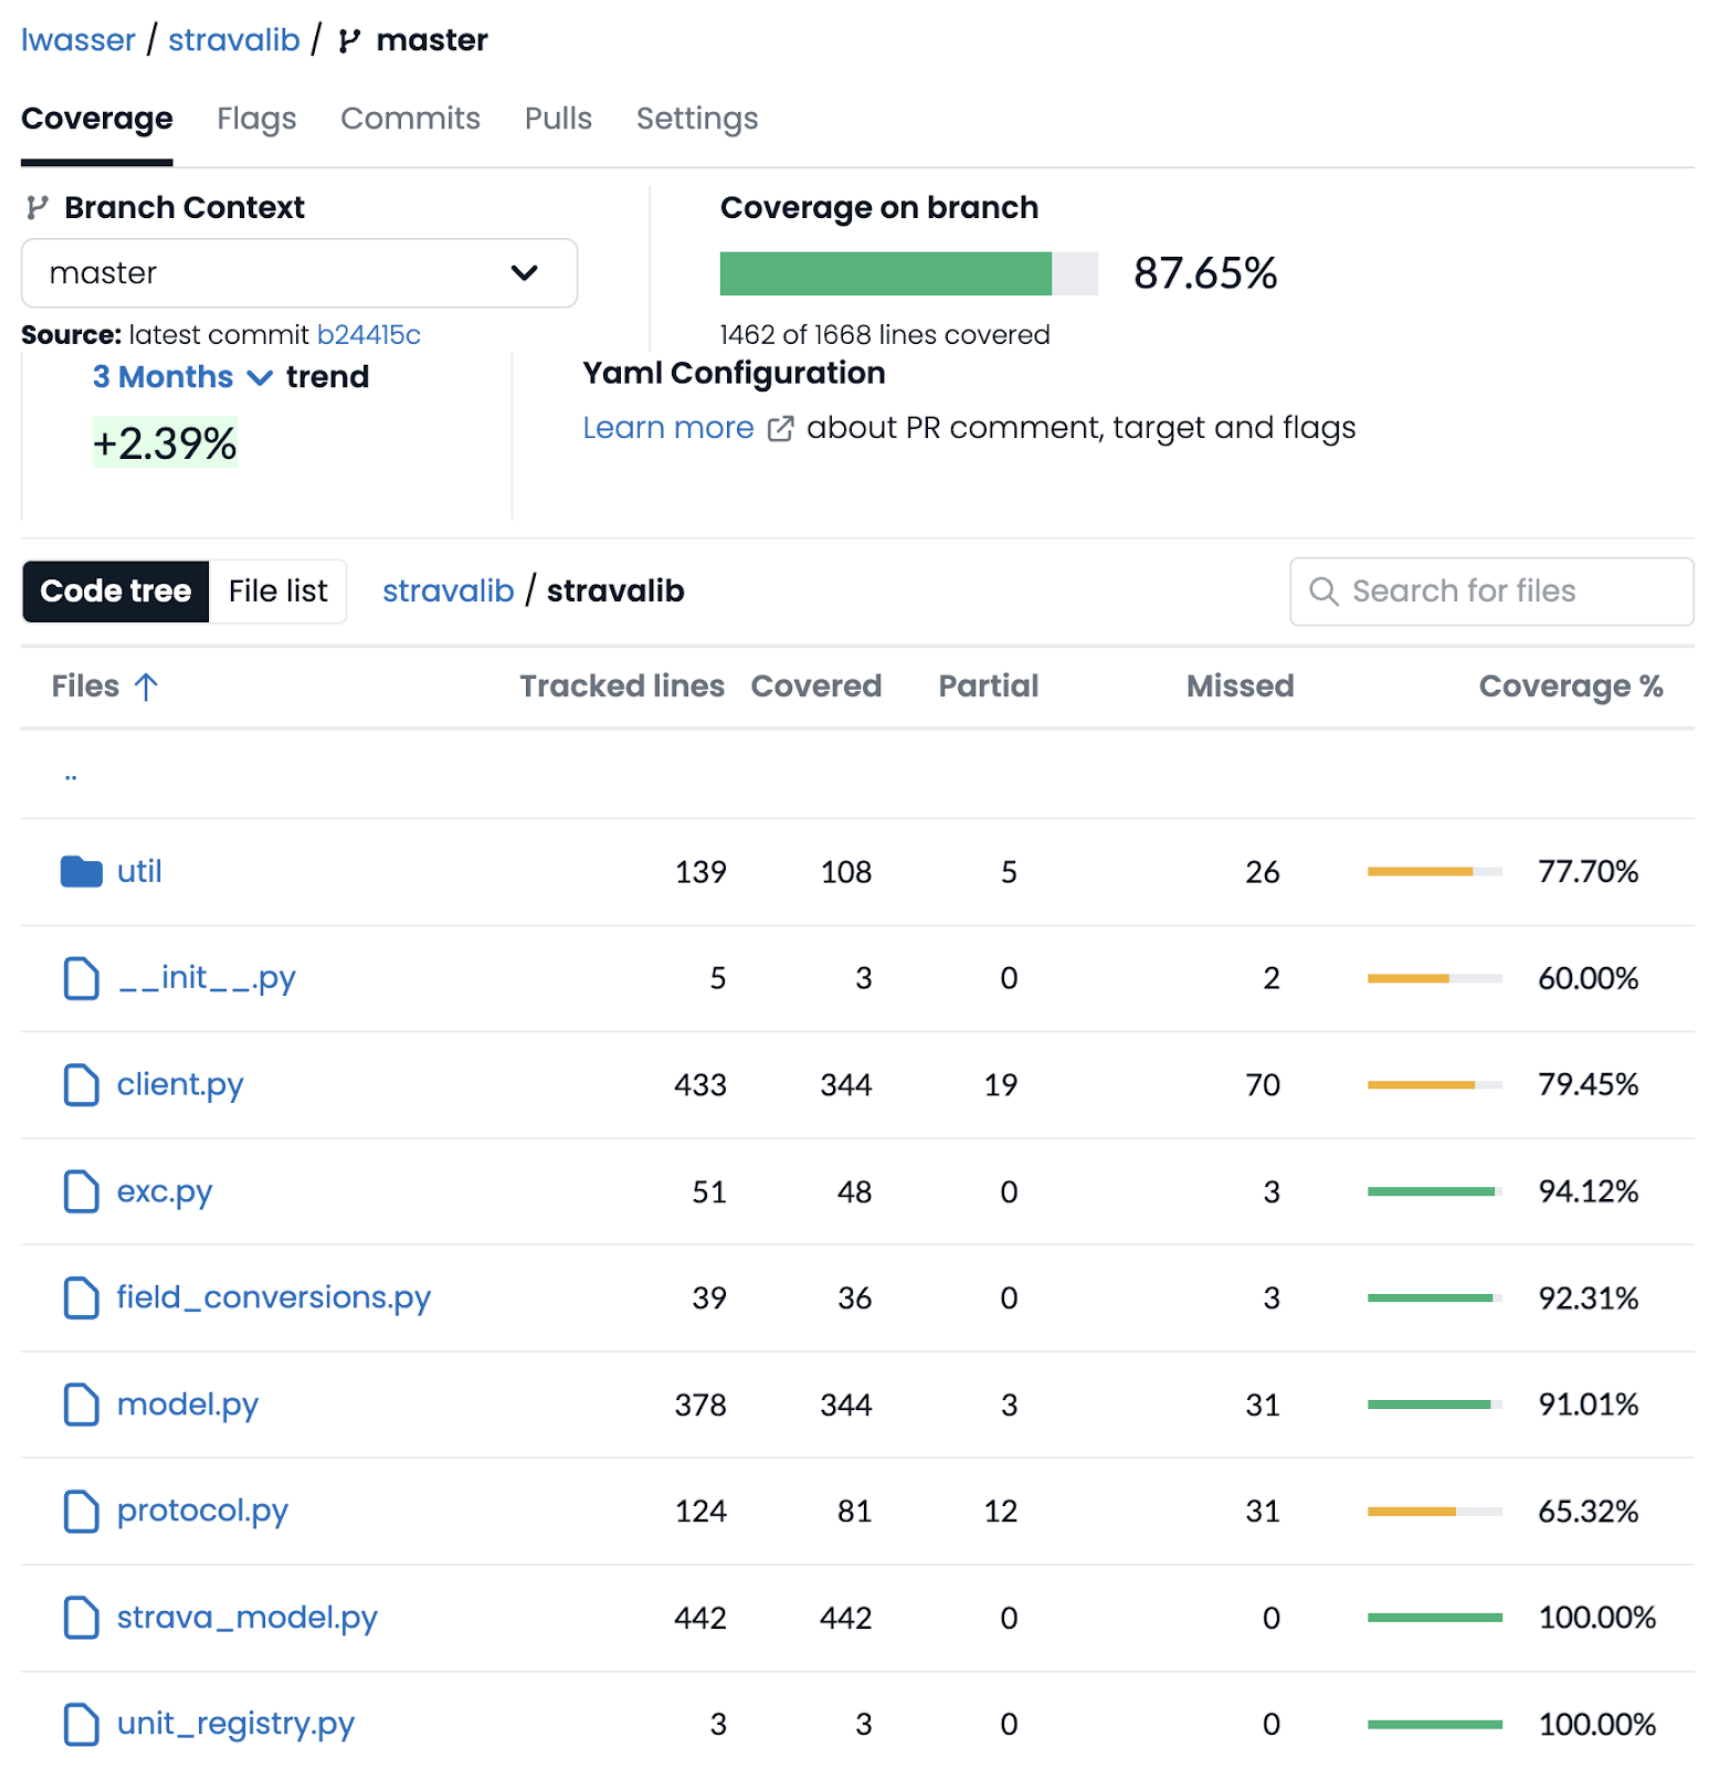 lwasser / stravalib / master
Coverage Flags Commits Pulls Settings
Branch Context
master
Source: latest commit b24415c
Coverage on branch
87.65%
1462 of 1668 lines covered
3 Months trend
+2.39%
Yaml Configuration
Learn more about PR comment, target and flags
Code tree File list stravalib / stravalib Search for files
Files Tracked lines Covered Partial Missed Coverage %
..
util 139 108 5 26 77.70%
__init__.py 5 3 0 2 60.00%
client.py 433 344 19 70 79.45%
exc.py 51 48 0 3 94.12%
field_conversions.py 39 36 0 3 92.31%
model.py 378 344 3 31 91.01%
protocol.py 124 81 12 31 65.32%
strava_model.py 442 442 0 0 100.00%
unit_registry.py 3 3 0 0 100.00%